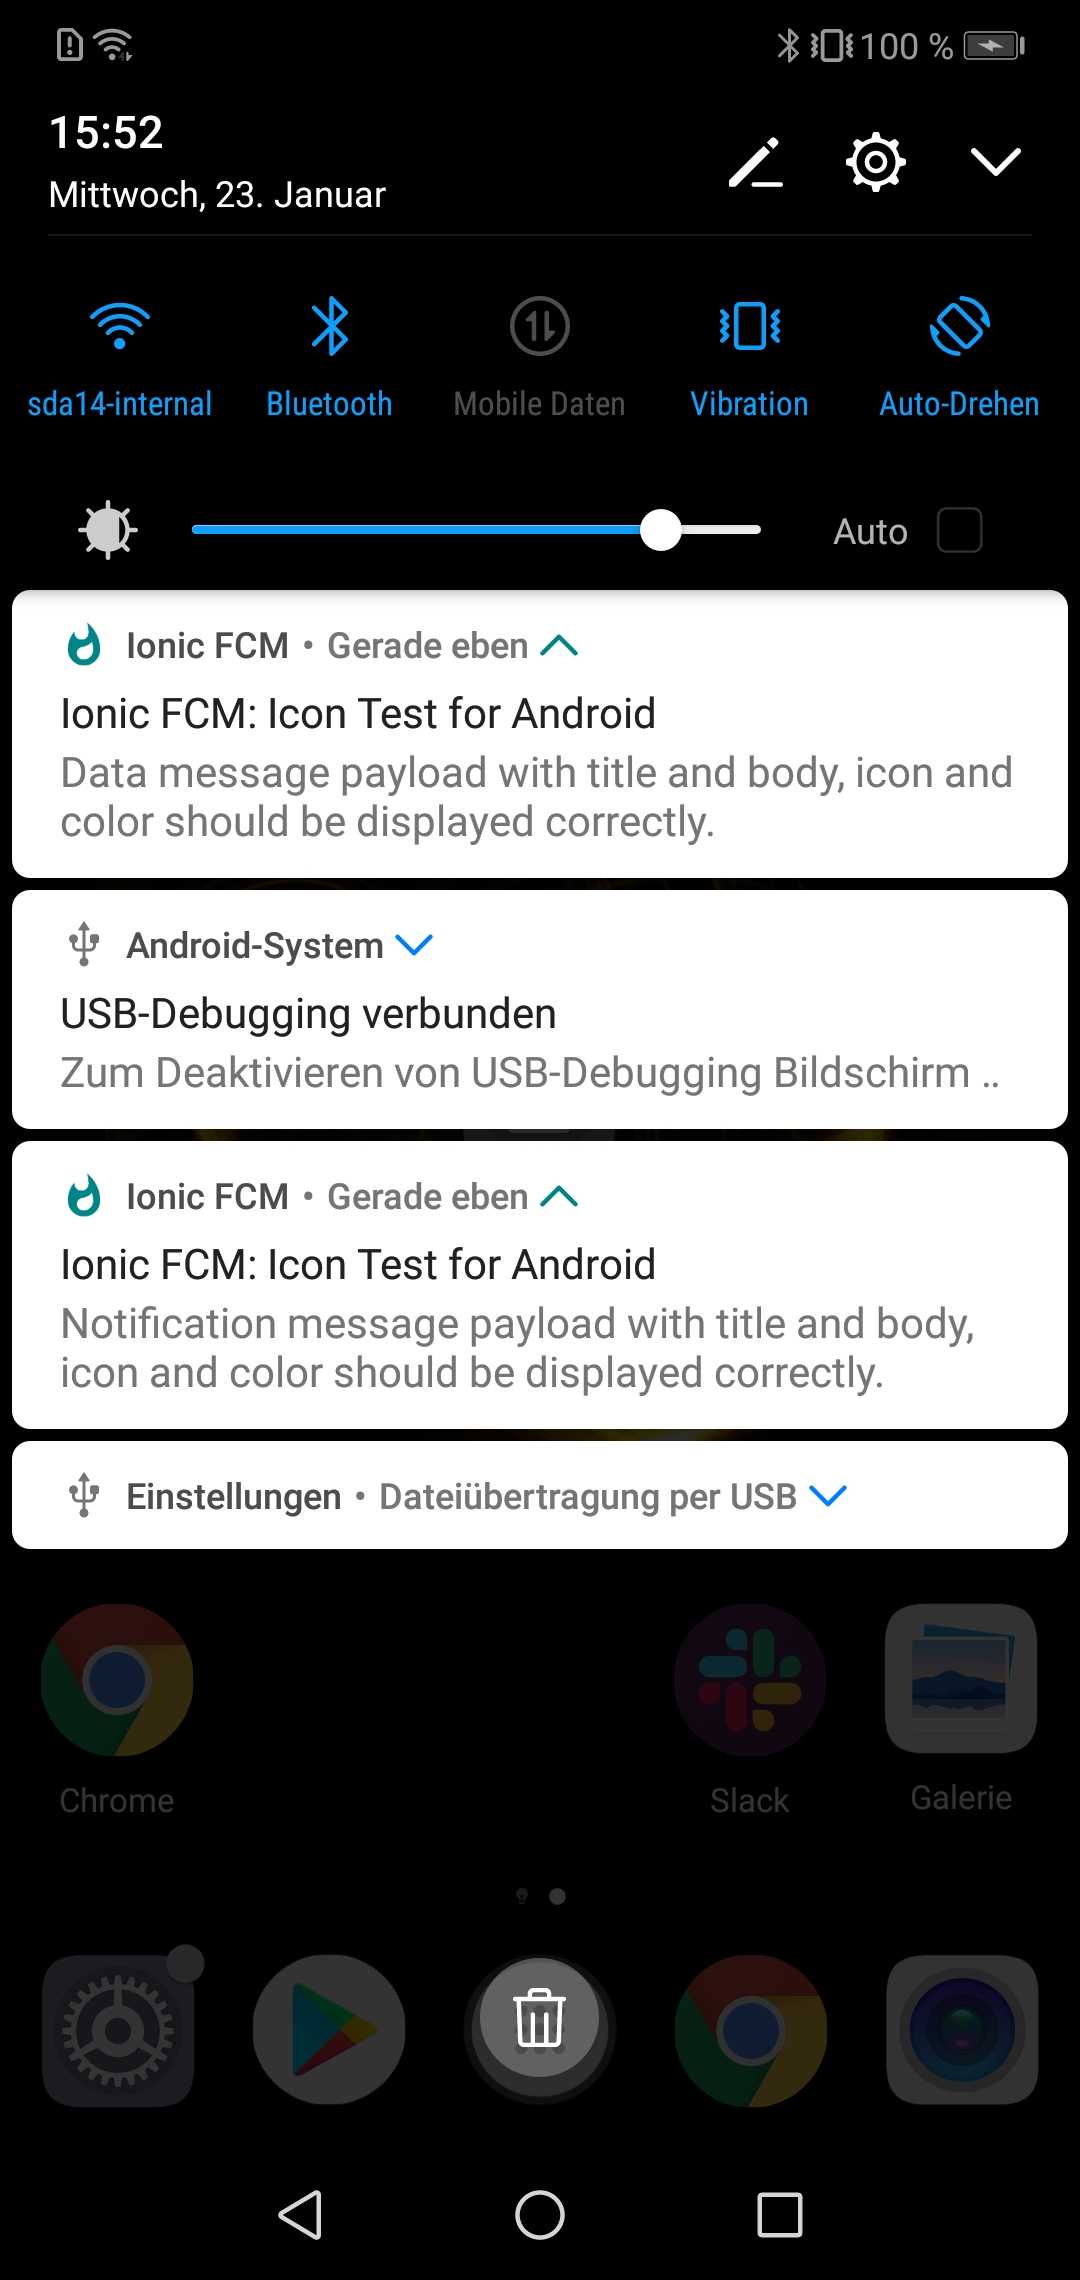 100 %
15:52
Mittwoch, 23. Januar
sda14-internal
Bluetooth
Mobile Daten
Vibration
Auto-Drehen
Auto
Ionic FCM • Gerade eben
Ionic FCM: Icon Test for Android
Data message payload with title and body, icon and
color should be displayed correctly.
Android-System
USB-Debugging verbunden
Zum Deaktivieren von USB-Debugging Bildschirm ..
Ionic FCM • Gerade eben
Ionic FCM: Icon Test for Android
Notification message payload with title and body,
icon and color should be displayed correctly.
Einstellungen • Dateiübertragung per USB
Chrome
Slack
Galerie